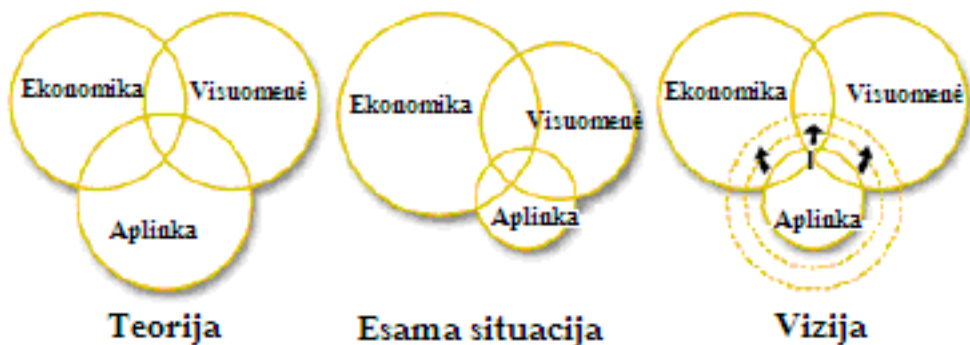 Ekonomika
Visuomenė
Aplinka
Teorija
Ekonomika
Visuomenė
Aplinka
Esama situacija
Ekonomika
Visuomenė
Aplinka
Vizija